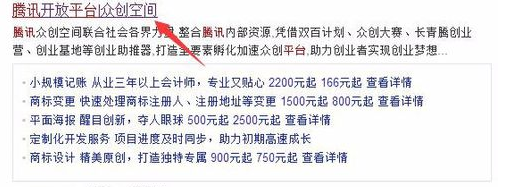 腾讯开放平台|众创空间
腾讯众创空间联合社会各界力量,整合腾讯内部资源,凭借双百计划、众创大赛、长青腾创业
营、创业基地等创业助推器,打造全要素孵化加速众创平台,助力创业者实现创业梦想...
· 小规模记账 从业三年以上会计师，专业又贴心 2200元起 166元起 查看详情
· 商标变更 快速处理商标注册人、注册地址等变更 1500元起 800元起 查看详情
· 平面海报 醒目创新，夺人眼球 500元起 2500元起 查看详情
· 定制化开发服务 项目进度及时同步，助力初期高速成长
· 商标设计 精美原创，打造独特专属 900元起 750元起 查看详情